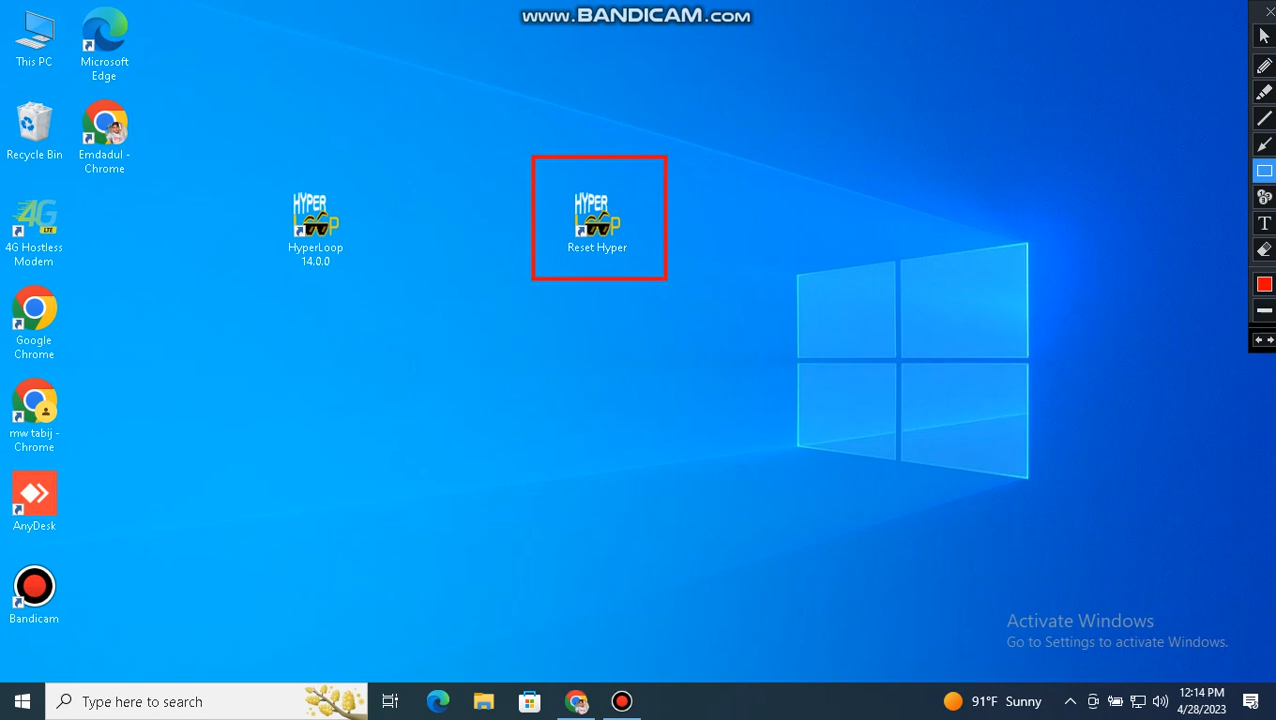 www.BANDICAM.com
This PC
Microsoft
Edge
Recycle Bin
Emdadul -
Chrome
4G
LTE
4G Hostless
Modem
HYPER
LOOP
HyperLoop
14.0.0
HYPER
LOOP
Reset Hyper
Google
Chrome
mw tabij -
Chrome
AnyDesk
Bandicam
T
Activate Windows
Go to Settings to activate Windows.
Type here to search
91°F Sunny
12:14 PM
4/28/2023